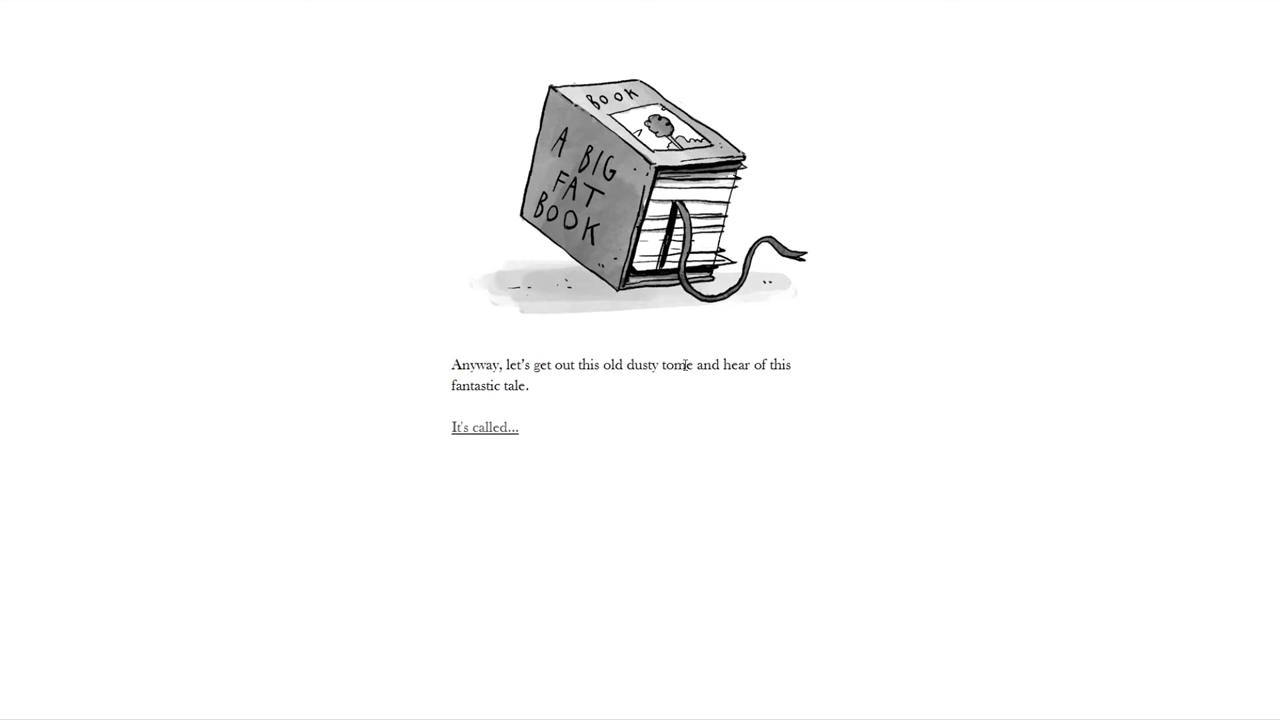 BOOK
A BIG
FAT
BOOK
Anyway, let's get out this old dusty tome and hear of this
fantastic tale.
It's called...